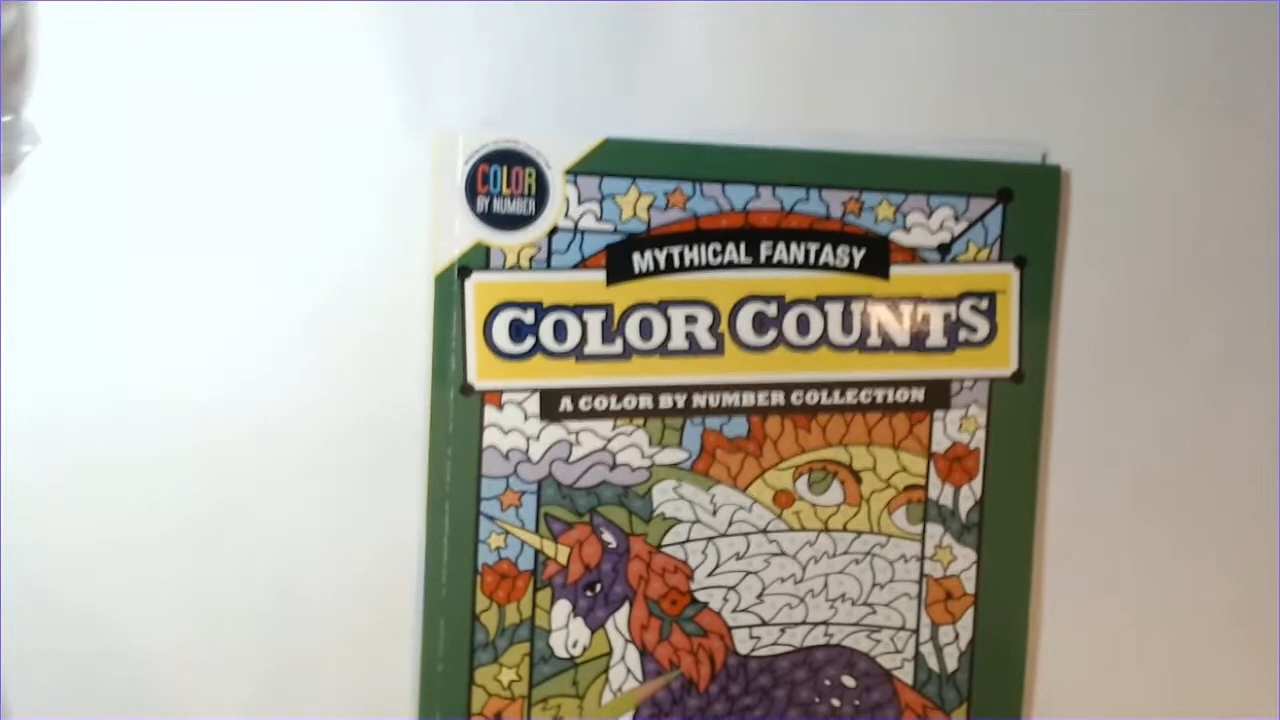 COLOR
BY NUMBER
MYTHICAL FANTASY
COLOR COUNTS
A COLOR BY NUMBER COLLECTION